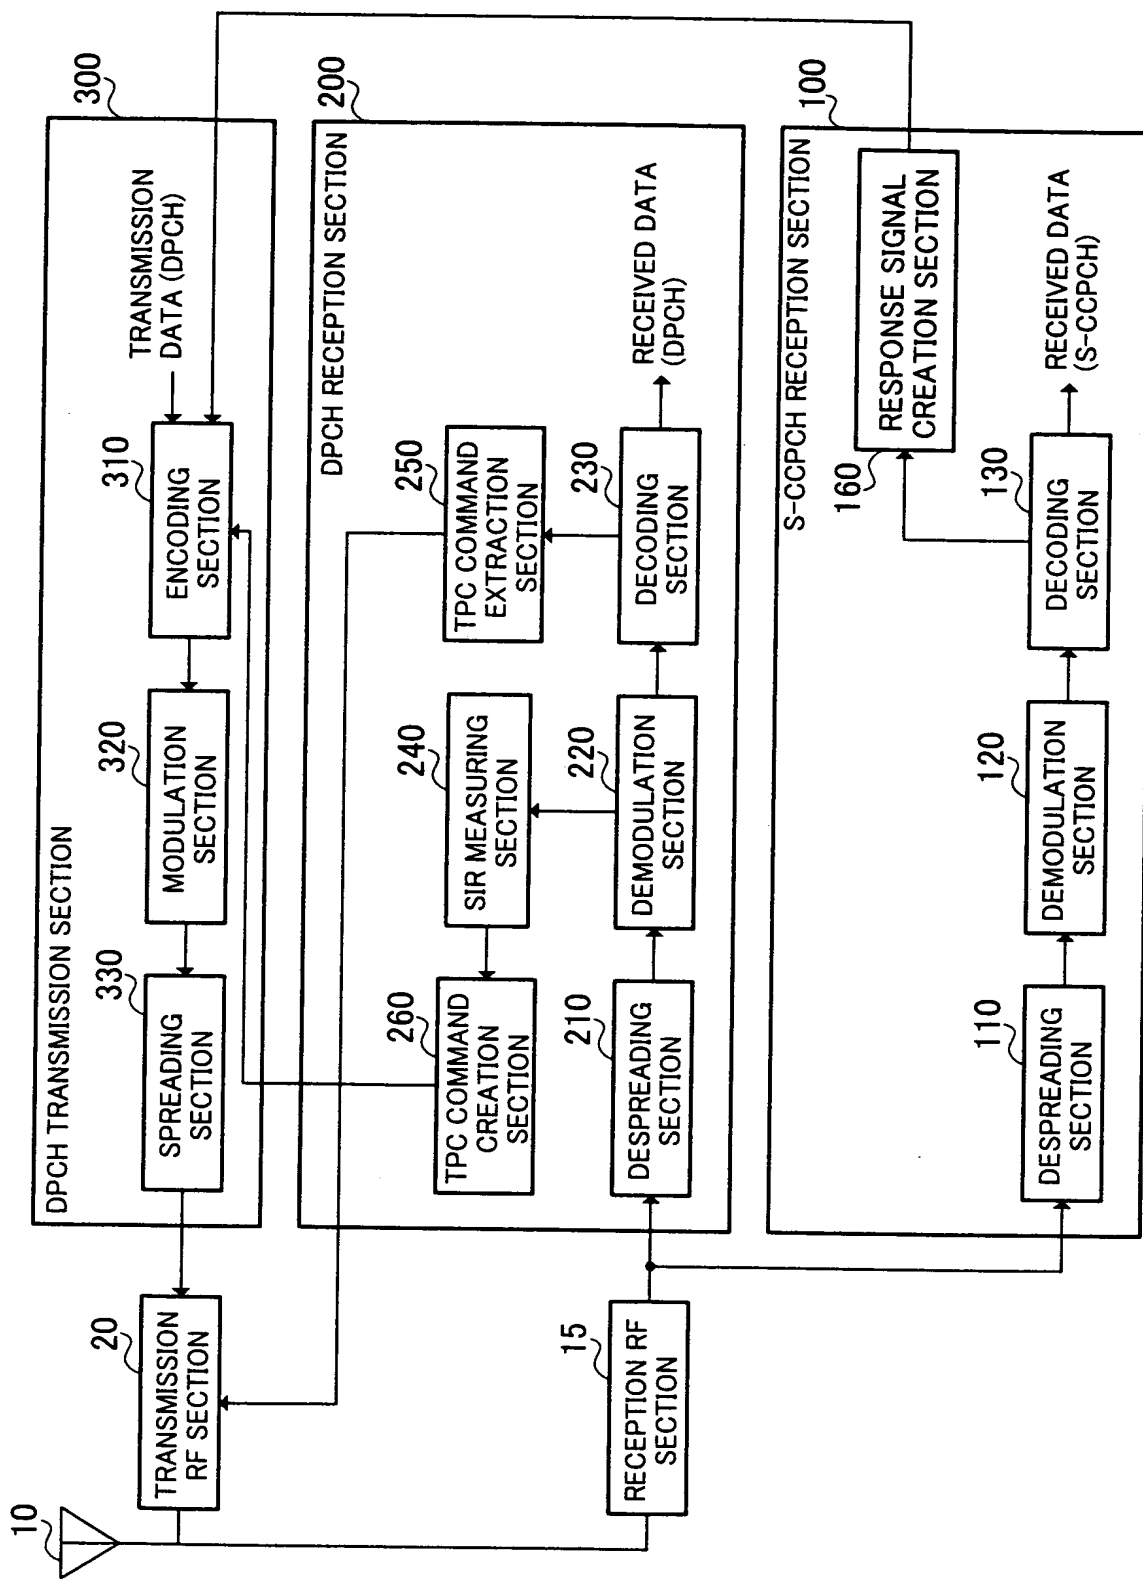 10
20
TRANSMISSION
RF SECTION
15
RECEPTION RF
SECTION
DPCH TRANSMISSION SECTION
300
330
SPREADING
SECTION
320
MODULATION
SECTION
310
ENCODING
SECTION
TRANSMISSION
DATA (DPCH)
DPCH RECEPTION SECTION
200
260
TPC COMMAND
CREATION
SECTION
240
SIR MEASURING
SECTION
250
TPC COMMAND
EXTRACTION
SECTION
210
DESPREADING
SECTION
220
DEMODULATION
SECTION
230
DECODING
SECTION
RECEIVED DATA
(DPCH)
S-CCPCH RECEPTION SECTION
100
160
RESPONSE SIGNAL
CREATION SECTION
110
DESPREADING
SECTION
120
DEMODULATION
SECTION
130
DECODING
SECTION
RECEIVED DATA
(S-CCPCH)